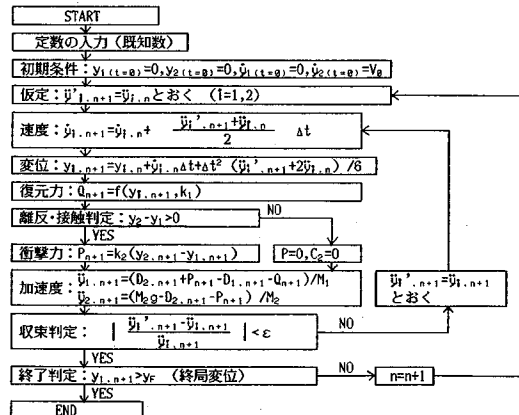 START
定数の入力 (既知数)
初期条件: y₁(t=0)=0,y₂(t=0)=0,ẏ₁(t=0)=0,ẏ₂(t=0)=V₀
仮定: ÿ'ᵢ.ₙ₊₁=ÿᵢ.ₙとおく (i=1,2)
速度: ẏᵢ.ₙ₊₁=ẏᵢ.ₙ+ (ÿᵢ'.ₙ₊₁+ÿᵢ.ₙ)/2 Δt
変位: yᵢ.ₙ₊₁=yᵢ.ₙ+ẏᵢ.ₙΔt+Δt² (ÿᵢ'.ₙ₊₁+2ÿᵢ.ₙ) /6
復元力: Qₙ₊₁=f(yᵢ.ₙ₊₁,k₁)
離反・接触判定: y₂-y₁>0
NO
YES
衝撃力: Pₙ₊₁=k₂(y₂.ₙ₊₁-y₁.ₙ₊₁)
P=0,C₂=0
加速度: ÿ₁.ₙ₊₁=(D₂.ₙ₊₁+Pₙ₊₁-D₁.ₙ₊₁-Qₙ₊₁)/M₁
ÿ₂.ₙ₊₁=(M₂g-D₂.ₙ₊₁-Pₙ₊₁) /M₂
ÿᵢ'.ₙ₊₁=ÿᵢ.ₙ₊₁
とおく
収束判定: | (ÿᵢ'.ₙ₊₁-ÿᵢ.ₙ₊₁)/ÿᵢ.ₙ₊₁ |<ε
NO
YES
終了判定: y₁.ₙ₊₁>y_F (終局変位)
NO
n=n+1
YES
END